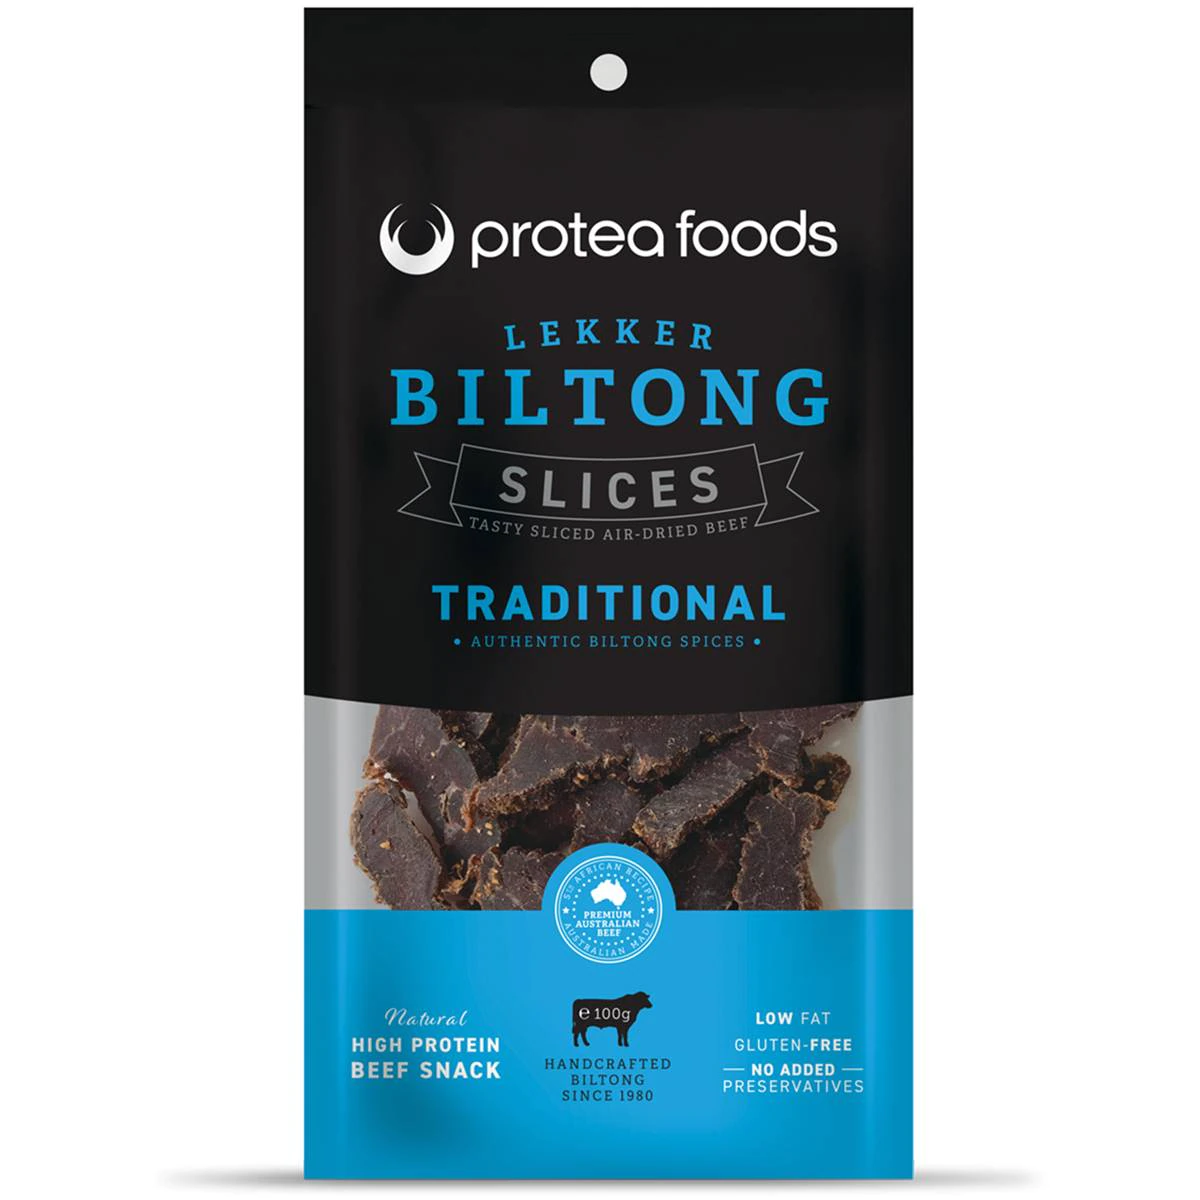 protea foods
LEKKER
BILTONG
SLICES
TASTY SLICED AIR-DRIED BEEF
TRADITIONAL
• AUTHENTIC BILTONG SPICES •
STH AFRICAN RECIPE
PREMIUM
AUSTRALIAN
BEEF
AUSTRALIAN MADE
Natural
HIGH PROTEIN
BEEF SNACK
℮ 100g
HANDCRAFTED
BILTONG
SINCE 1980
LOW FAT
GLUTEN-FREE
NO ADDED
PRESERVATIVES